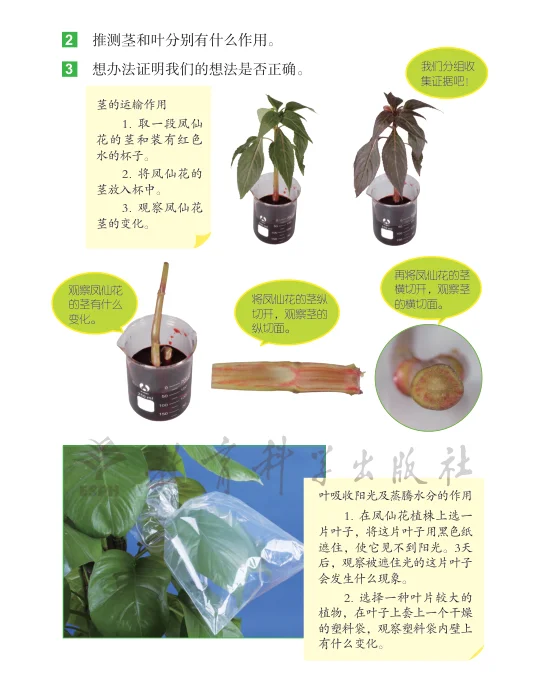 2 推测茎和叶分别有什么作用。
3 想办法证明我们的想法是否正确。
我们分组收
集证据吧！
茎的运输作用
1. 取一段凤仙
花的茎和装有红色
水的杯子。
2. 将凤仙花的
茎放入杯中。
3. 观察凤仙花
茎的变化。
观察凤仙花
的茎有什么
变化。
将凤仙花的茎纵
切开，观察茎的
纵切面。
再将凤仙花的茎
横切开，观察茎
的横切面。
育科学出版社
ESPH
叶吸收阳光及蒸腾水分的作用
1. 在凤仙花植株上选一
片叶子，将这片叶子用黑色纸
遮住，使它见不到阳光。3天
后，观察被遮住光的这片叶子
会发生什么现象。
2. 选择一种叶片较大的
植物，在叶子上套上一个干燥
的塑料袋，观察塑料袋内壁上
有什么变化。